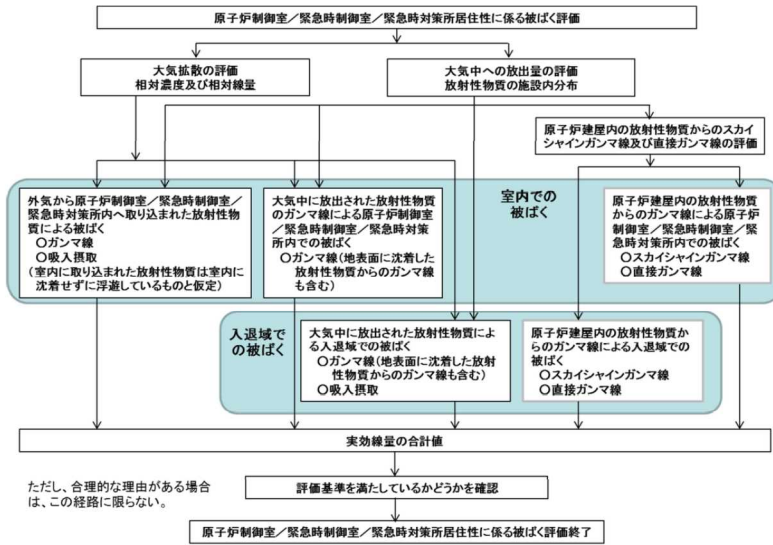 原子炉制御室／緊急時制御室／緊急時対策所居住性に係る被ばく評価
大気拡散の評価
相対濃度及び相対線量
大気中への放出量の評価
放射性物質の施設内分布
原子炉建屋内の放射性物質からのスカイ
シャインガンマ線及び直接ガンマ線の評価
室内での
被ばく
外気から原子炉制御室／緊急時制御室／
緊急時対策所内へ取り込まれた放射性物
質による被ばく
〇ガンマ線
〇吸入摂取
(室内に取り込まれた放射性物質は室内に
沈着せずに浮遊しているものと仮定)
大気中に放出された放射性物質
のガンマ線による原子炉制御室
／緊急時制御室／緊急時対策
所内での被ばく
〇ガンマ線(地表面に沈着した
放射性物質からのガンマ線
も含む)
原子炉建屋内の放射性物質
からのガンマ線による原子炉
制御室／緊急時制御室／緊
急時対策所内での被ばく
〇スカイシャインガンマ線
〇直接ガンマ線
入退域で
の被ばく
大気中に放出された放射性物質によ
る入退域での被ばく
〇ガンマ線(地表面に沈着した放射
性物質からのガンマ線も含む)
〇吸入摂取
原子炉建屋内の放射性物質か
らのガンマ線による入退域での
被ばく
〇スカイシャインガンマ線
〇直接ガンマ線
実効線量の合計値
ただし、合理的な理由がある場合
は、この経路に限らない。
評価基準を満たしているかどうかを確認
原子炉制御室／緊急時制御室／緊急時対策所居住性に係る被ばく評価終了